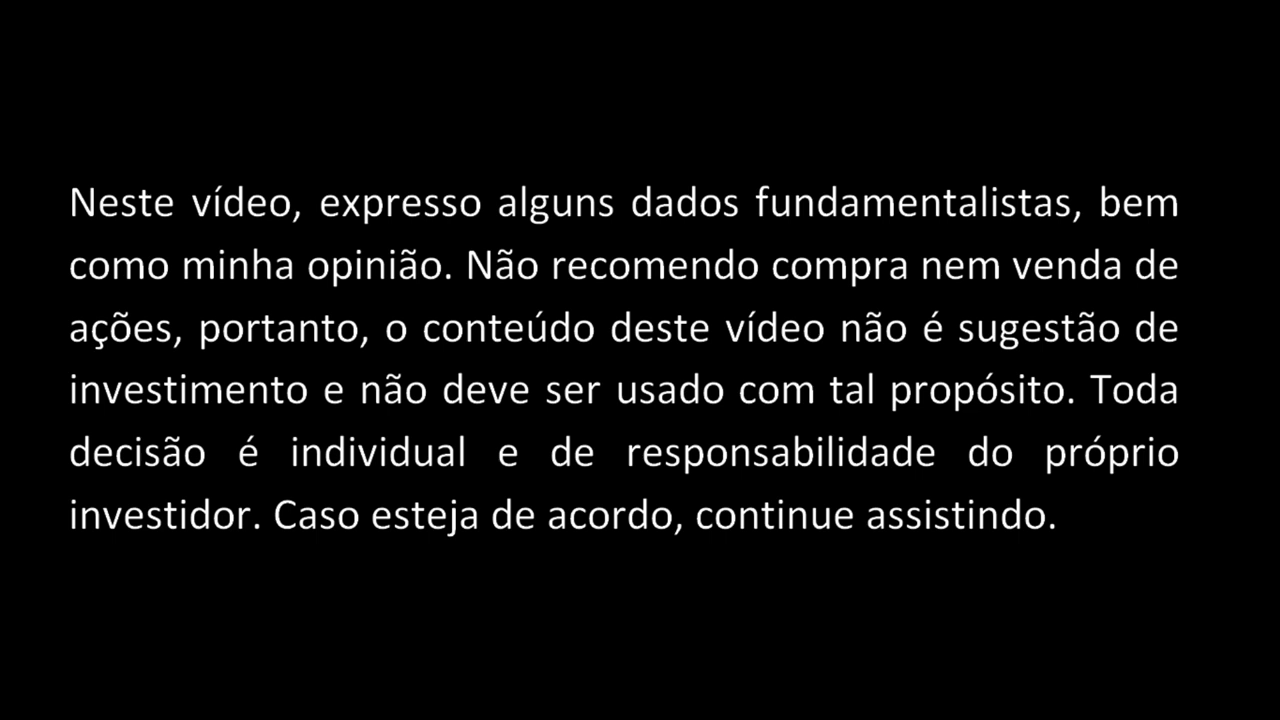 Neste vídeo, expresso alguns dados fundamentalistas, bem
como minha opinião. Não recomendo compra nem venda de
ações, portanto, o conteúdo deste vídeo não é sugestão de
investimento e não deve ser usado com tal propósito. Toda
decisão é individual e de responsabilidade do próprio
investidor. Caso esteja de acordo, continue assistindo.